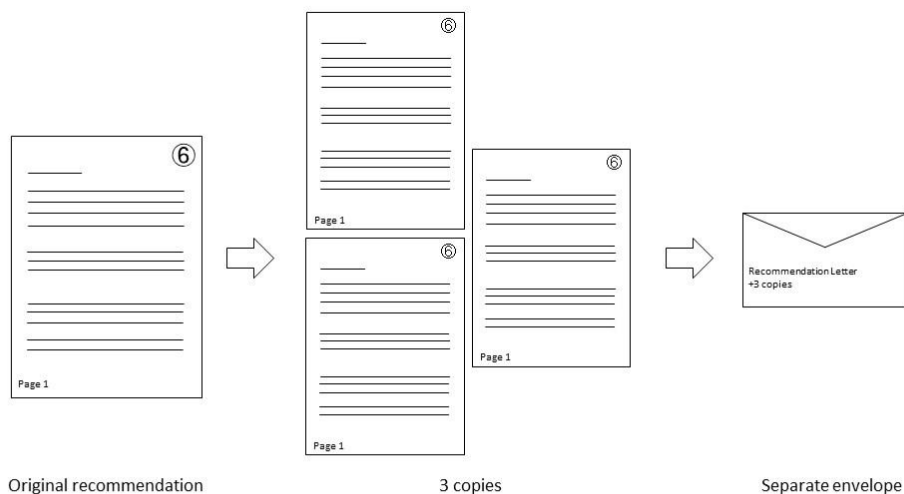 ⑥
Page 1
⑥
Page 1
⑥
Page 1
⑥
Page 1
Recommendation Letter
+3 copies
Original recommendation
3 copies
Separate envelope